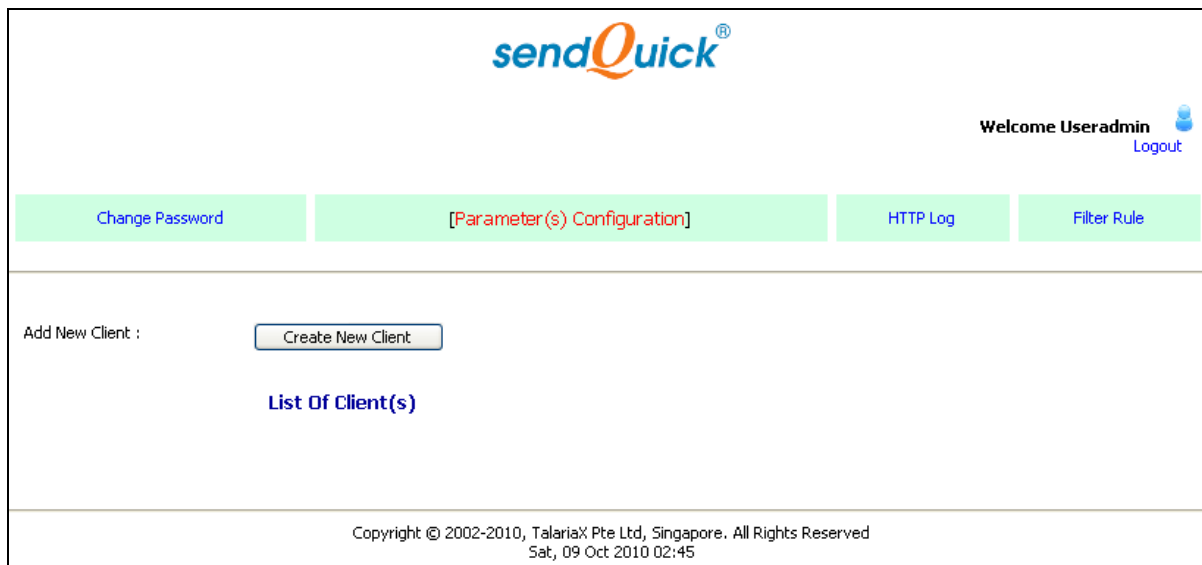 sendQuick®
Welcome Useradmin
Logout
Change Password [Parameter(s) Configuration] HTTP Log Filter Rule
Add New Client : Create New Client
List Of Client(s)
Copyright © 2002-2010, TalariaX Pte Ltd, Singapore. All Rights Reserved
Sat, 09 Oct 2010 02:45